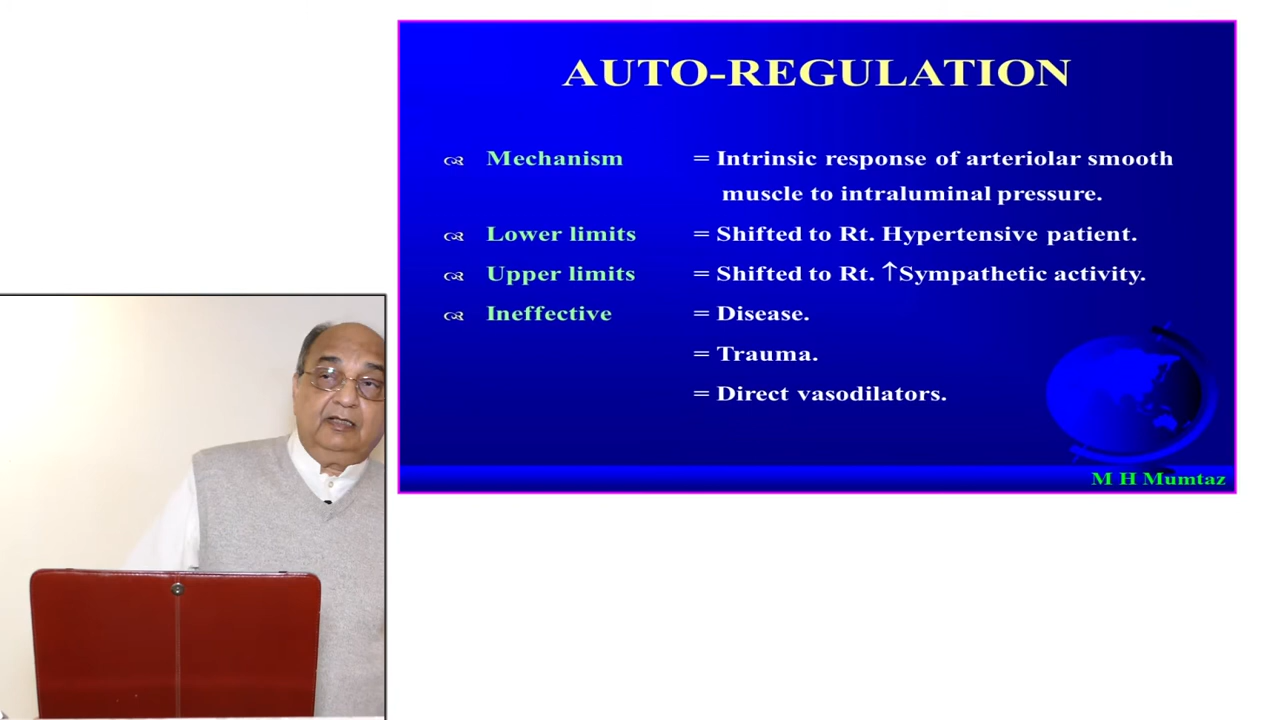 AUTO-REGULATION
Mechanism = Intrinsic response of arteriolar smooth
muscle to intraluminal pressure.
Lower limits = Shifted to Rt. Hypertensive patient.
Upper limits = Shifted to Rt. ↑Sympathetic activity.
Ineffective = Disease.
= Trauma.
= Direct vasodilators.
M H Mumtaz